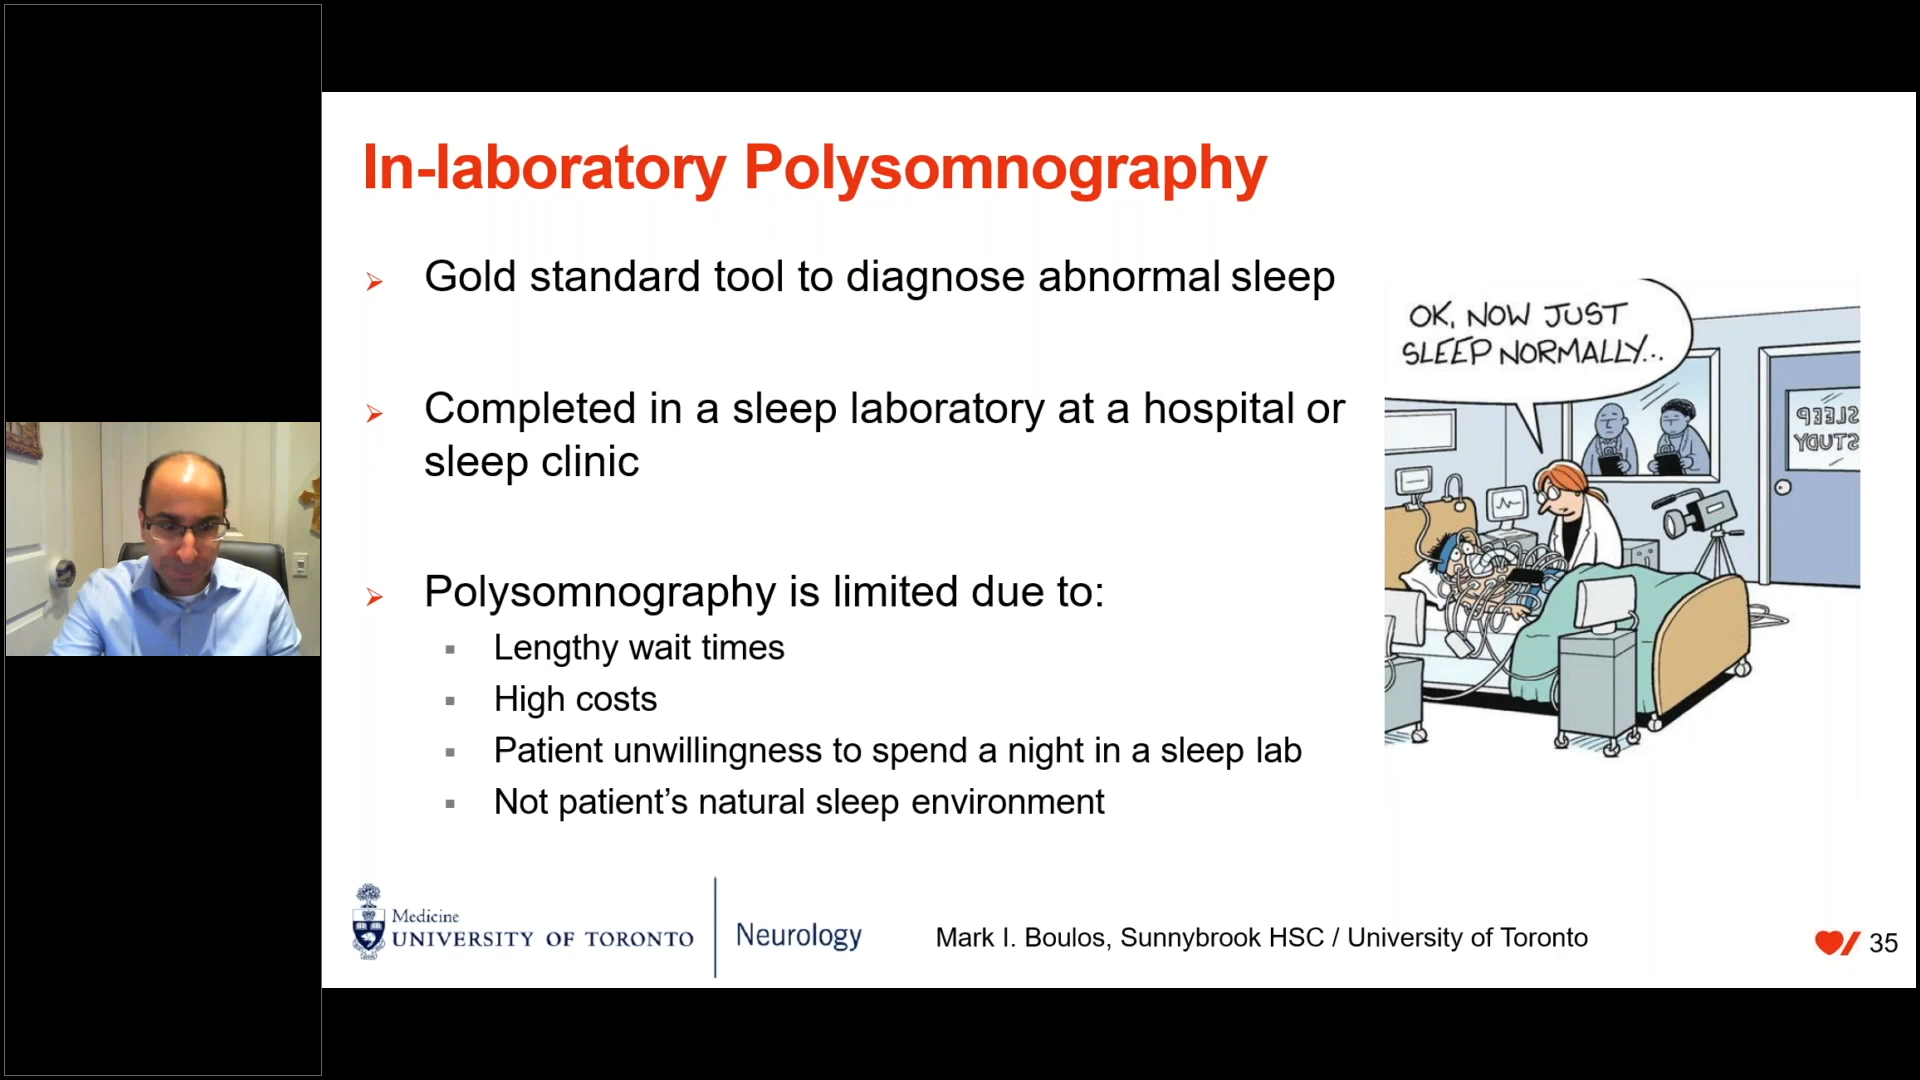 In-laboratory Polysomnography
Gold standard tool to diagnose abnormal sleep
Completed in a sleep laboratory at a hospital or
sleep clinic
Polysomnography is limited due to:
Lengthy wait times
High costs
Patient unwillingness to spend a night in a sleep lab
Not patient’s natural sleep environment
OK, NOW JUST
SLEEP NORMALLY...
SLEEP
STUDY
Medicine
UNIVERSITY OF TORONTO
Neurology
Mark I. Boulos, Sunnybrook HSC / University of Toronto
35